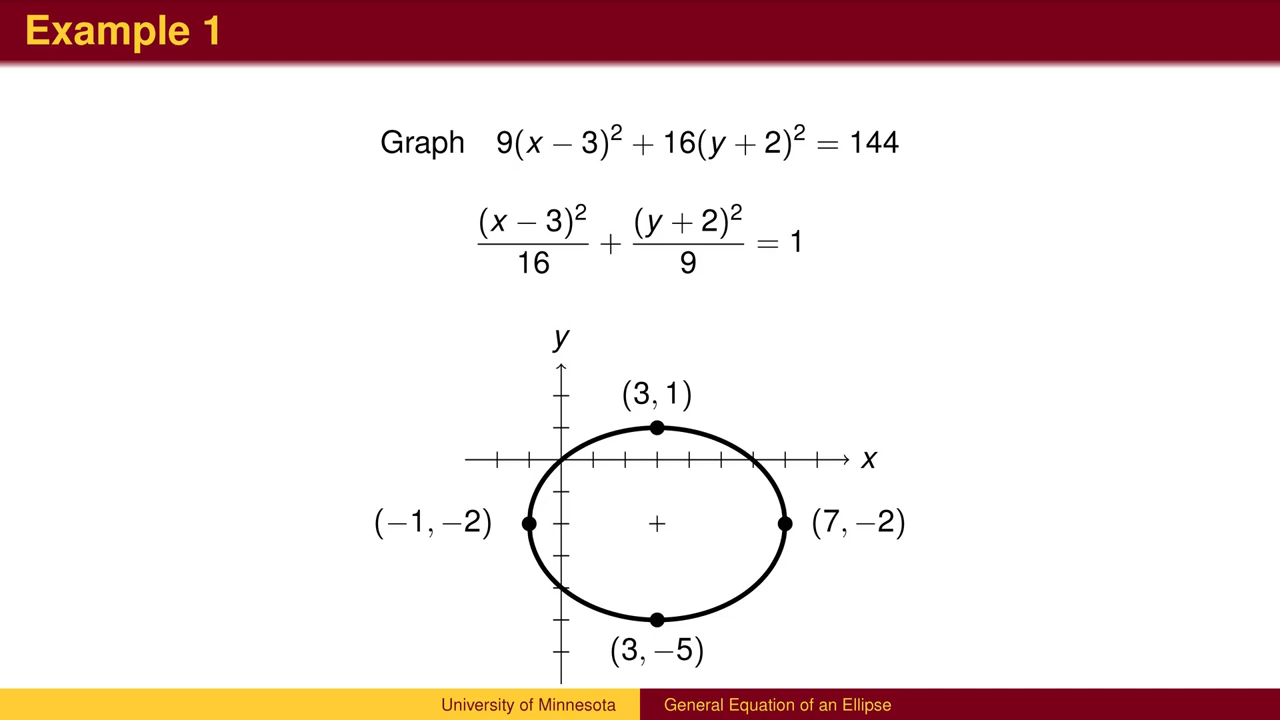 Example 1
Graph 9(x − 3)² + 16(y + 2)² = 144
(x − 3)²/16 + (y + 2)²/9 = 1
y
(3, 1)
x
(−1, −2)
(7, −2)
(3, −5)
University of Minnesota
General Equation of an Ellipse